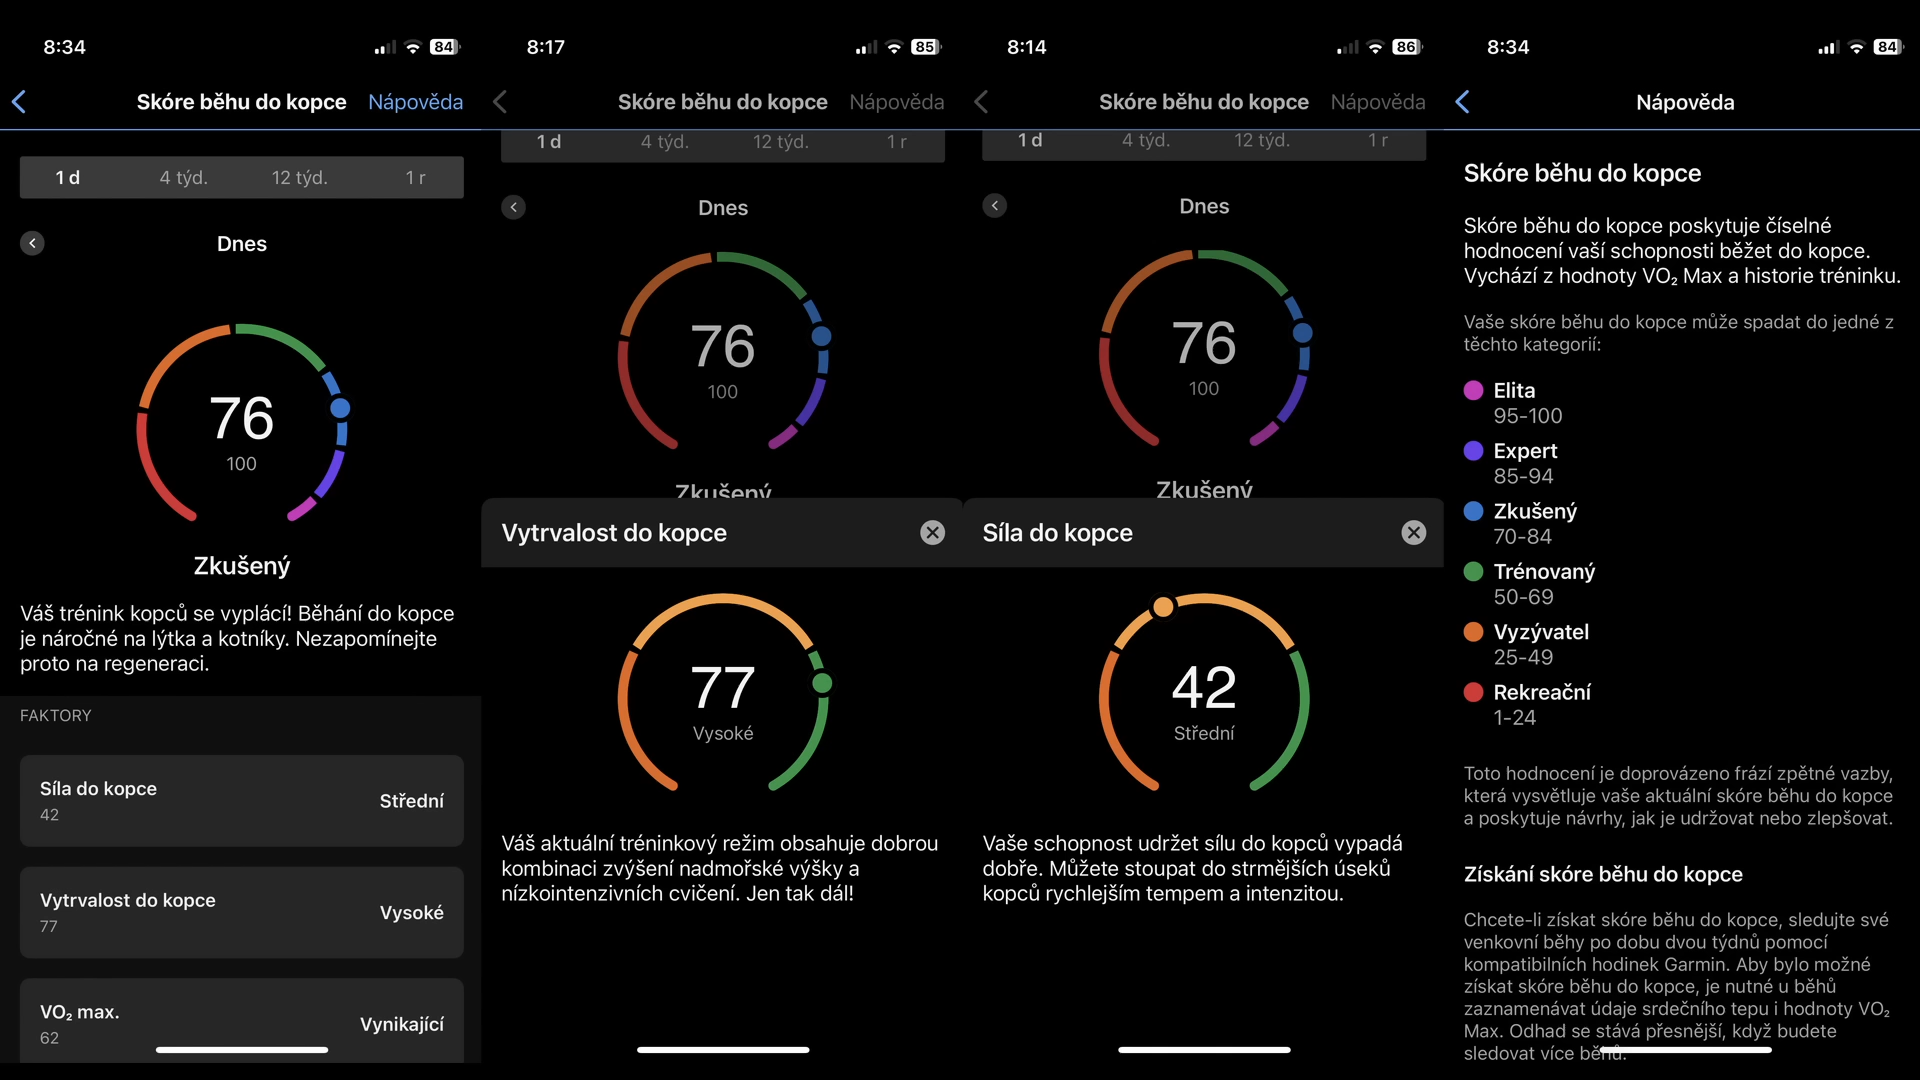 8:34
84
Skóre běhu do kopce
Nápověda
1 d
4 týd.
12 týd.
1 r
Dnes
76
100
Zkušený
Váš trénink kopců se vyplácí! Běhání do kopce
je náročné na lýtka a kotníky. Nezapomínejte
proto na regeneraci.
FAKTORY
Síla do kopce
42
Střední
Vytrvalost do kopce
77
Vysoké
VO₂ max.
62
Vynikající
8:17
85
Skóre běhu do kopce
Nápověda
1 d
4 týd.
12 týd.
1 r
Dnes
76
100
Zkušený
Vytrvalost do kopce
77
Vysoké
Váš aktuální tréninkový režim obsahuje dobrou
kombinaci zvýšení nadmořské výšky a
nízkointenzivních cvičení. Jen tak dál!
8:14
86
Skóre běhu do kopce
Nápověda
1 d
4 týd.
12 týd.
1 r
Dnes
76
100
Zkušený
Síla do kopce
42
Střední
Vaše schopnost udržet sílu do kopců vypadá
dobře. Můžete stoupat do strmějších úseků
kopců rychlejším tempem a intenzitou.
8:34
84
Nápověda
Skóre běhu do kopce
Skóre běhu do kopce poskytuje číselné
hodnocení vaší schopnosti běžet do kopce.
Vychází z hodnoty VO₂ Max a historie tréninku.
Vaše skóre běhu do kopce může spadat do jedné z
těchto kategorií:
Elita
95-100
Expert
85-94
Zkušený
70-84
Trénovaný
50-69
Vyzývatel
25-49
Rekreační
1-24
Toto hodnocení je doprovázeno frází zpětné vazby,
která vysvětluje vaše aktuální skóre běhu do kopce
a poskytuje návrhy, jak je udržovat nebo zlepšovat.
Získání skóre běhu do kopce
Chcete-li získat skóre běhu do kopce, sledujte své
venkovní běhy po dobu dvou týdnů pomocí
kompatibilních hodinek Garmin. Aby bylo možné
získat skóre běhu do kopce, je nutné u běhů
zaznamenávat údaje srdečního tepu i hodnoty VO₂
Max. Odhad se stává přesnější, když budete
sledovat více běhů.